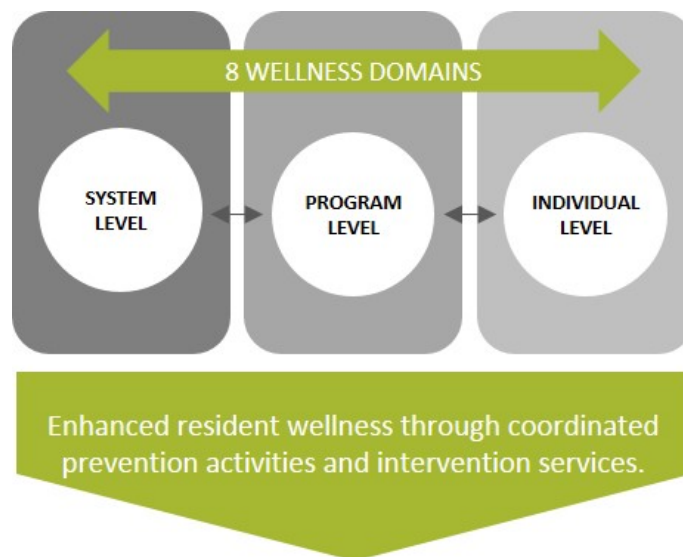 8 WELLNESS DOMAINS
SYSTEM
LEVEL
PROGRAM
LEVEL
INDIVIDUAL
LEVEL
Enhanced resident wellness through coordinated
prevention activities and intervention services.